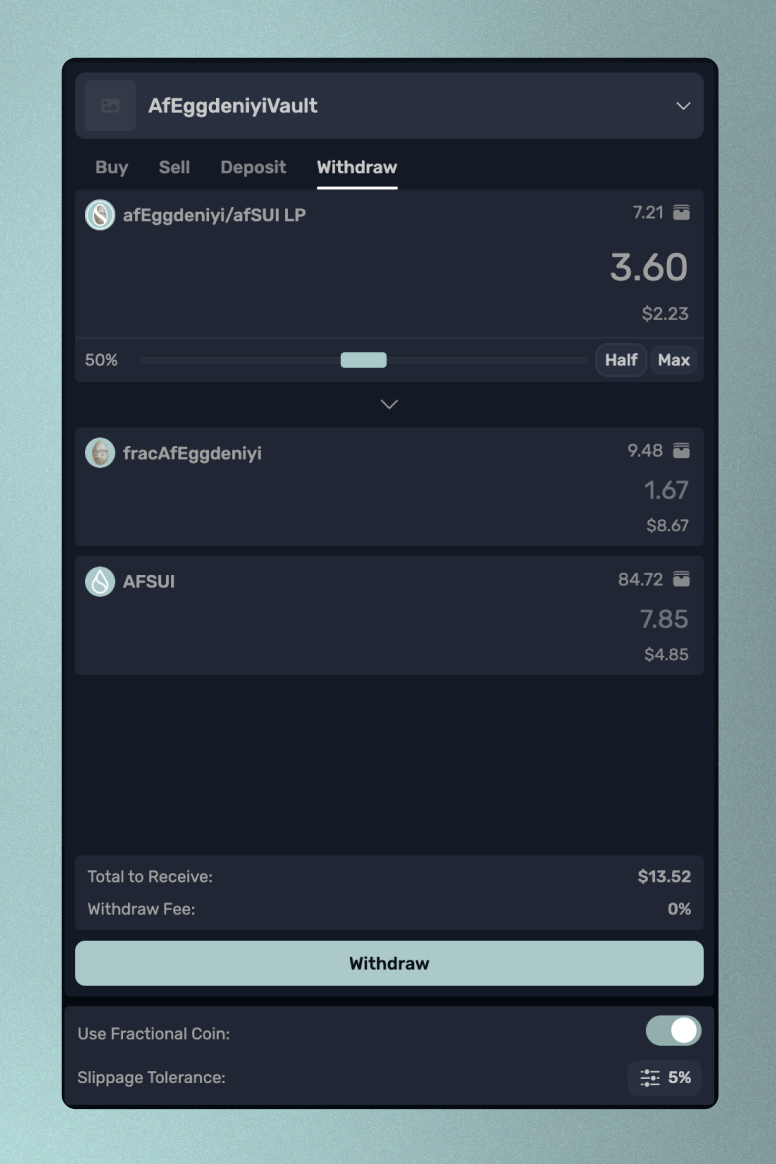 AfEggdeniyiVault
Buy Sell Deposit Withdraw
afEggdeniyi/afSUI LP 7.21
3.60
$2.23
50% Half Max
fracAfEggdeniyi 9.48
1.67
$8.67
AFSUI 84.72
7.85
$4.85
Total to Receive: $13.52
Withdraw Fee: 0%
Withdraw
Use Fractional Coin:
Slippage Tolerance: 5%